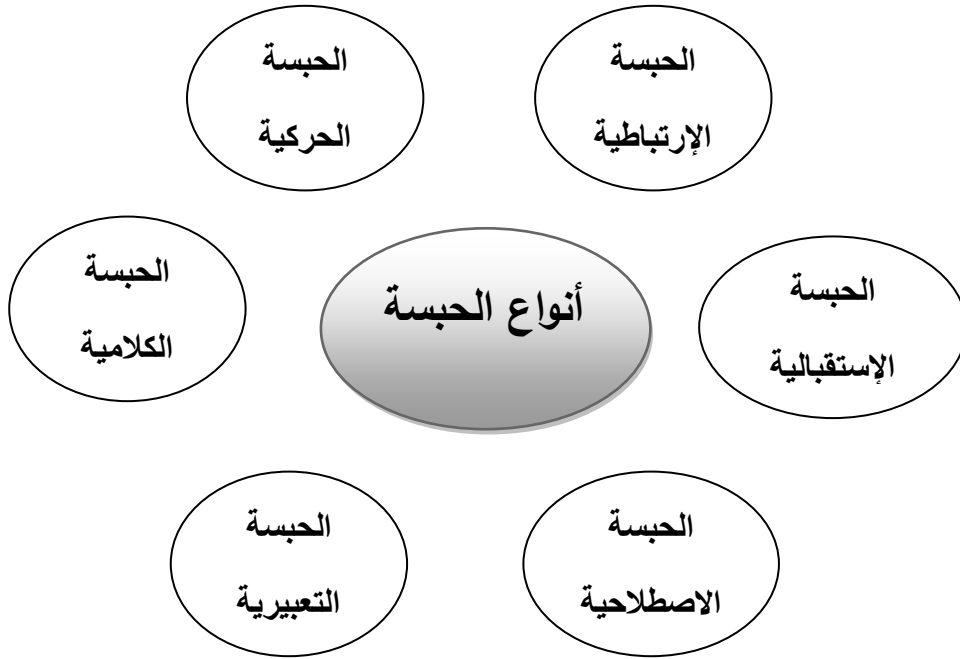 الحبسة
الإرتباطية
الحبسة
الحركية
الحبسة
الإستقبالية
أنواع الحبسة
الحبسة
الكلامية
الحبسة
الاصطلاحية
الحبسة
التعبيرية